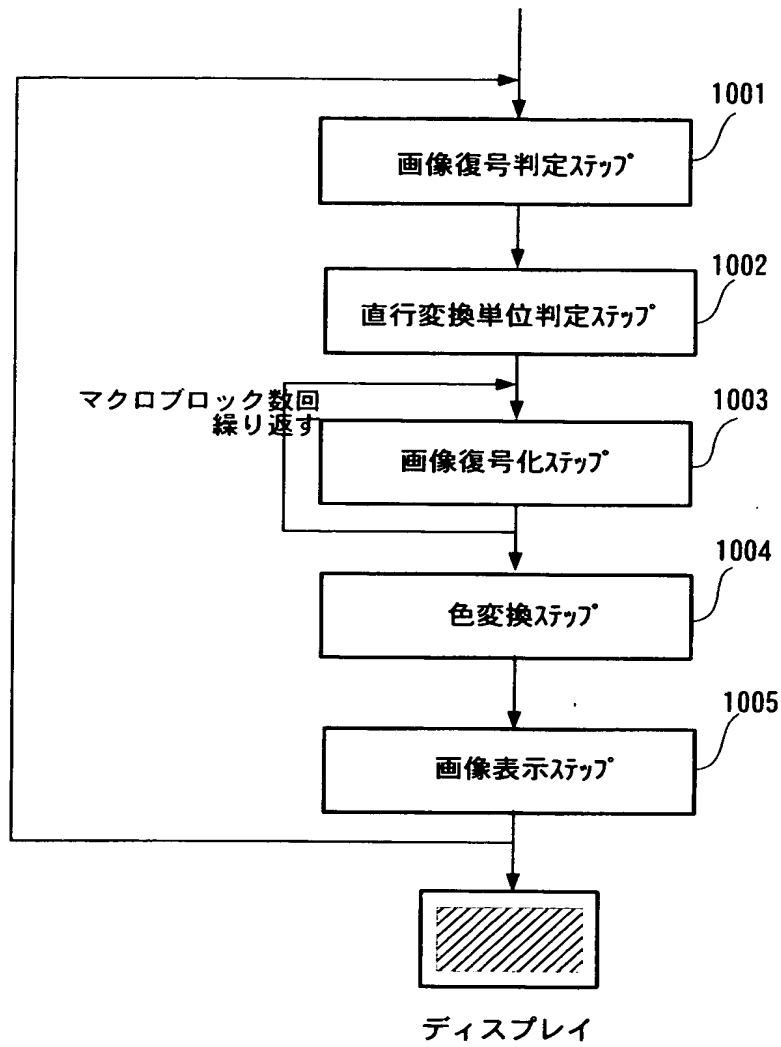 1001
画像復号判定ｽﾃｯﾌﾟ
1002
直行変換単位判定ｽﾃｯﾌﾟ
マクロブロック数回
繰り返す
1003
画像復号化ｽﾃｯﾌﾟ
1004
色変換ｽﾃｯﾌﾟ
1005
画像表示ｽﾃｯﾌﾟ
ディスプレイ